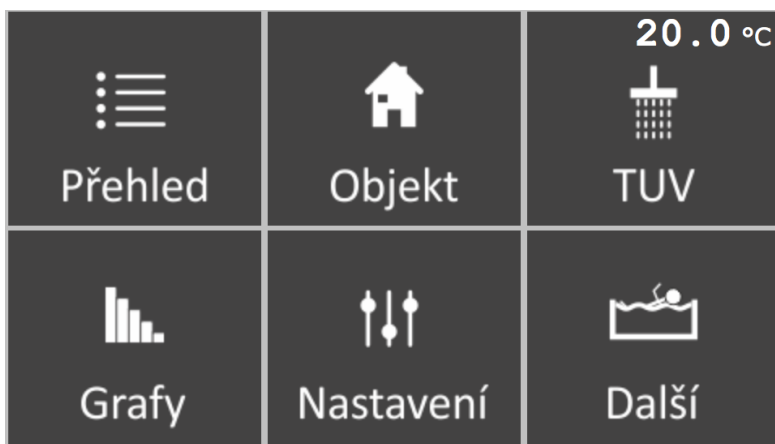 20.0 °C
Přehled
Objekt
TUV
Grafy
Nastavení
Další